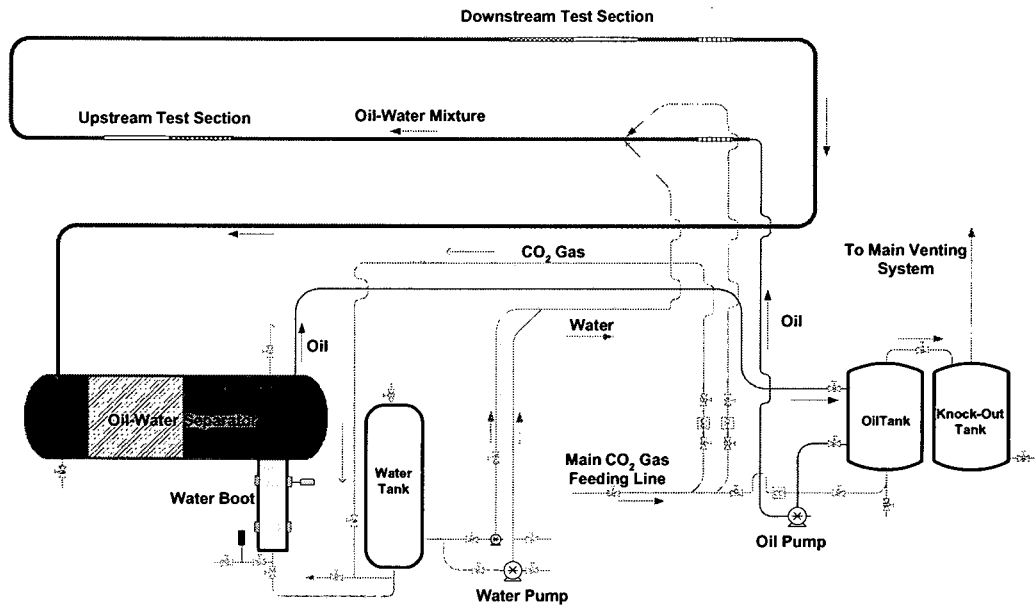 Downstream Test Section
Upstream Test Section
Oil-Water Mixture
CO2 Gas
To Main Venting
System
Oil
Water
Oil
Oil-Water Separator
OilTank
Knock-Out
Tank
Water
Tank
Main CO2 Gas
Feeding Line
Water Boot
Oil Pump
Water Pump